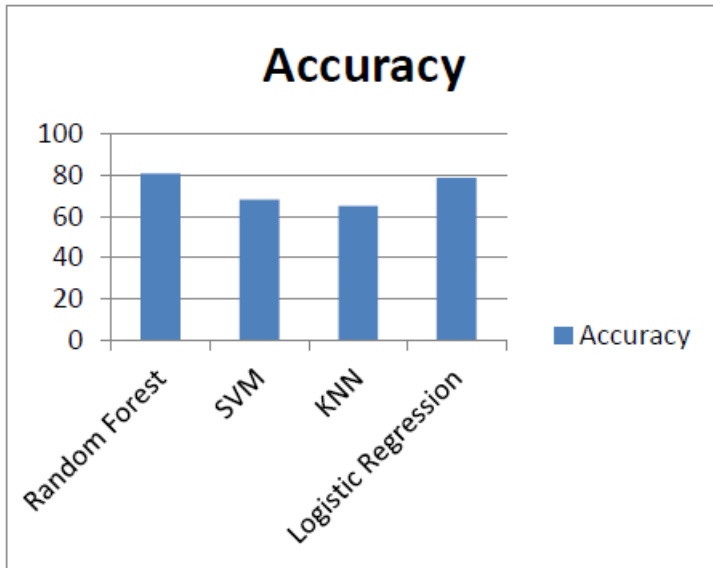 Accuracy
100
80
60
40
20
0
Random Forest
SVM
KNN
Logistic Regression
Accuracy